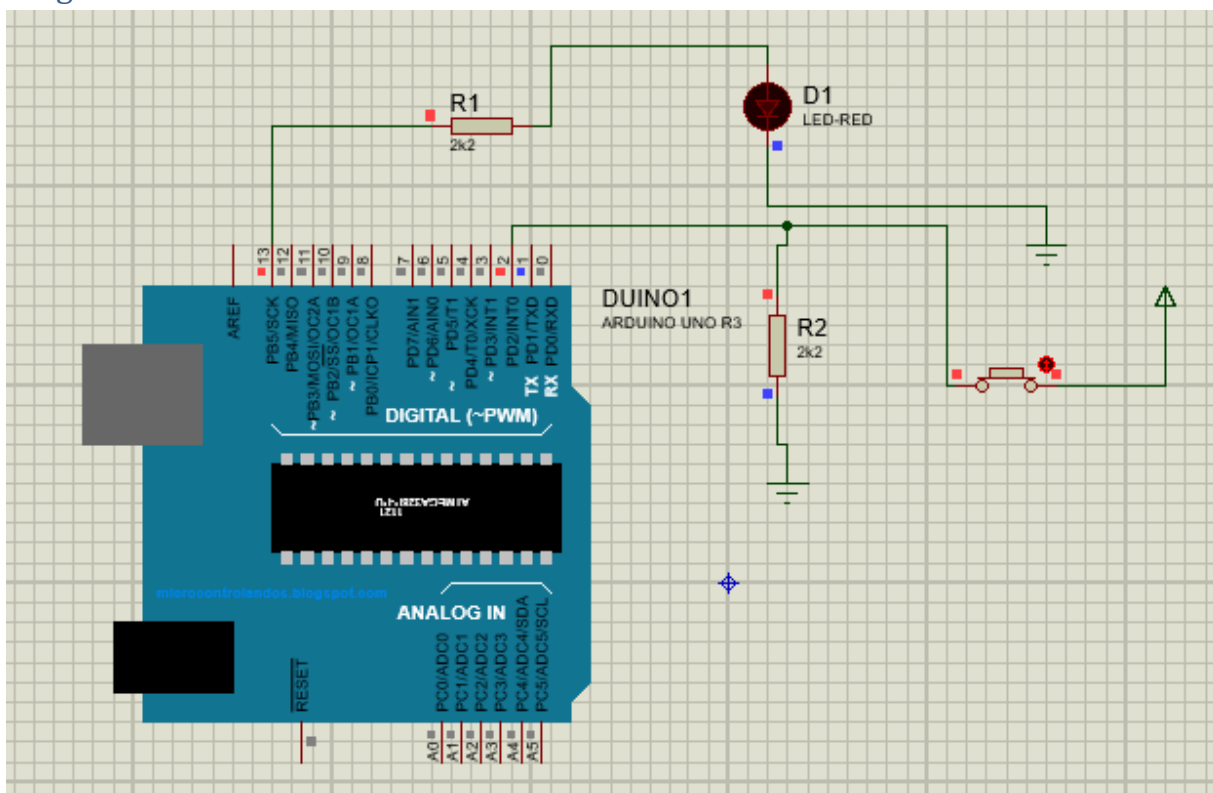 R1
2k2
D1
LED-RED
13
12
11
10
9
8
7
6
5
4
3
2
1
0
AREF
PB5/SCK
PB4/MISO
~PB3/MOSI/OC2A
~ PB2/SS/OC1B
~ PB1/OC1A
PB0/ICP1/CLKO
PD7/AIN1
~ PD6/AIN0
~ PD5/T1
PD4/T0/XCK
~ PD3/INT1
PD2/INT0
TX PD1/TXD
RX PD0/RXD
DIGITAL (~PWM)
DUINO1
ARDUINO UNO R3
R2
2k2
1121
microcontrolandos.blogspot.com
ANALOG IN
RESET
PC0/ADC0
PC1/ADC1
PC2/ADC2
PC3/ADC3
PC4/ADC4/SDA
PC5/ADC5/SCL
A0
A1
A2
A3
A4
A5